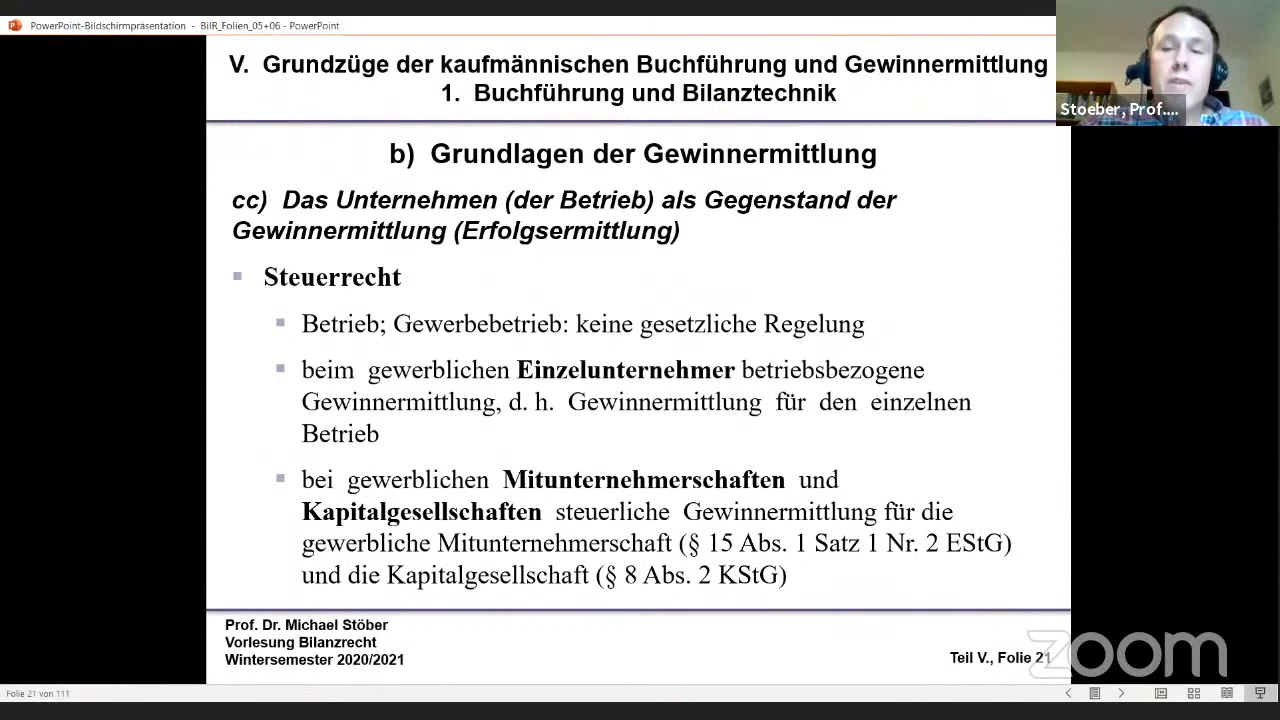 PowerPoint-Bildschirmpräsentation - BilR_Folien_05+06 - PowerPoint
Stoeber, Prof....
V. Grundzüge der kaufmännischen Buchführung und Gewinnermittlung
1. Buchführung und Bilanztechnik
b) Grundlagen der Gewinnermittlung
cc) Das Unternehmen (der Betrieb) als Gegenstand der
Gewinnermittlung (Erfolgsermittlung)
Steuerrecht
Betrieb; Gewerbebetrieb: keine gesetzliche Regelung
beim gewerblichen Einzelunternehmer betriebsbezogene
Gewinnermittlung, d. h. Gewinnermittlung für den einzelnen
Betrieb
bei gewerblichen Mitunternehmerschaften und
Kapitalgesellschaften steuerliche Gewinnermittlung für die
gewerbliche Mitunternehmerschaft (§ 15 Abs. 1 Satz 1 Nr. 2 EStG)
und die Kapitalgesellschaft (§ 8 Abs. 2 KStG)
Prof. Dr. Michael Stöber
Vorlesung Bilanzrecht
Wintersemester 2020/2021
Teil V., Folie 21
zoom
Folie 21 von 111